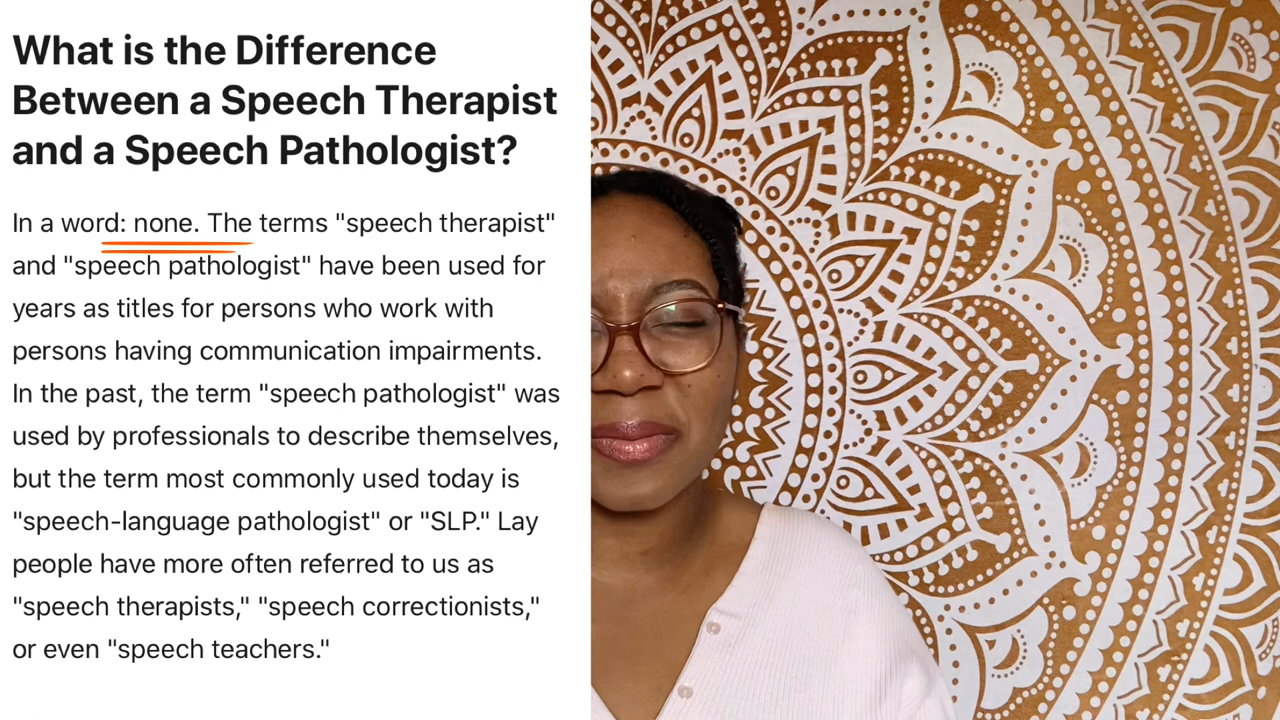 What is the Difference
Between a Speech Therapist
and a Speech Pathologist?
In a word: none. The terms "speech therapist"
and "speech pathologist" have been used for
years as titles for persons who work with
persons having communication impairments.
In the past, the term "speech pathologist" was
used by professionals to describe themselves,
but the term most commonly used today is
"speech-language pathologist" or "SLP." Lay
people have more often referred to us as
"speech therapists," "speech correctionists,"
or even "speech teachers."